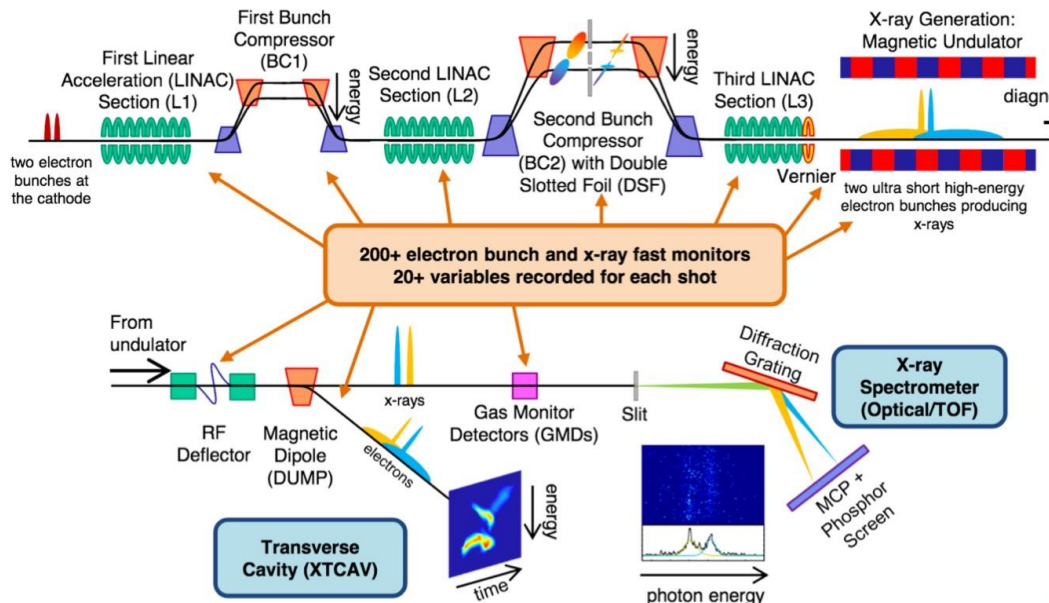 First Bunch
Compressor
(BC1)
First Linear
Acceleration (LINAC)
Section (L1)
energy
Second LINAC
Section (L2)
energy
Third LINAC
Section (L3)
X-ray Generation:
Magnetic Undulator
diagn
two electron
bunches at
the cathode
Second Bunch
Compressor
(BC2) with Double
Slotted Foil (DSF)
Vernier
two ultra short high-energy
electron bunches producing
x-rays
200+ electron bunch and x-ray fast monitors
20+ variables recorded for each shot
From
undulator
RF
Deflector
Magnetic
Dipole
(DUMP)
x-rays
electrons
Gas Monitor
Detectors (GMDs)
Slit
Diffraction
Grating
X-ray
Spectrometer
(Optical/TOF)
MCP +
Phosphor
Screen
energy
time
Transverse
Cavity (XTCAV)
photon energy